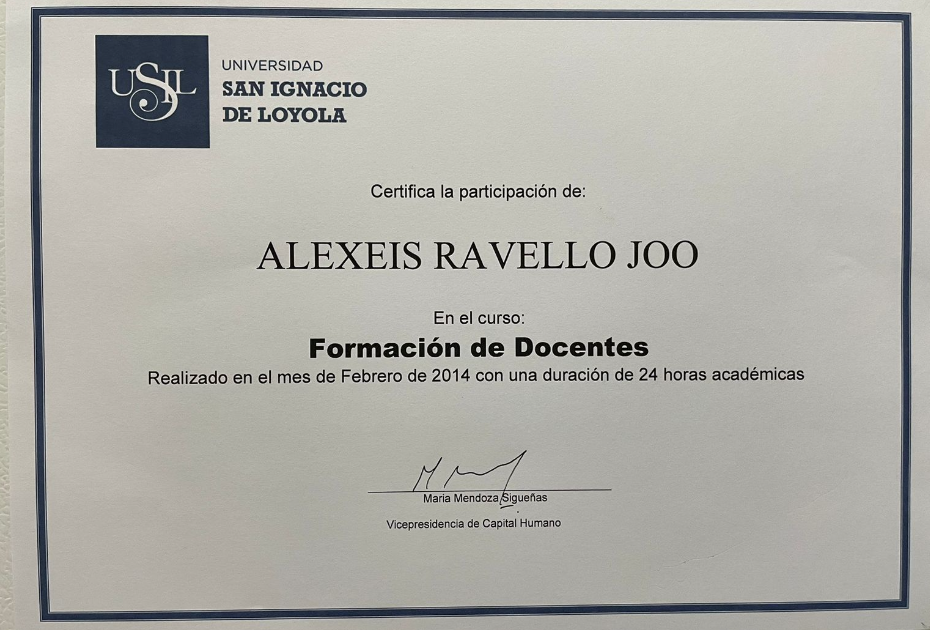 USIL
UNIVERSIDAD
SAN IGNACIO
DE LOYOLA
Certifica la participación de:
ALEXEIS RAVELLO JOO
En el curso:
Formación de Docentes
Realizado en el mes de Febrero de 2014 con una duración de 24 horas académicas
Maria Mendoza Sigueñas
Vicepresidencia de Capital Humano